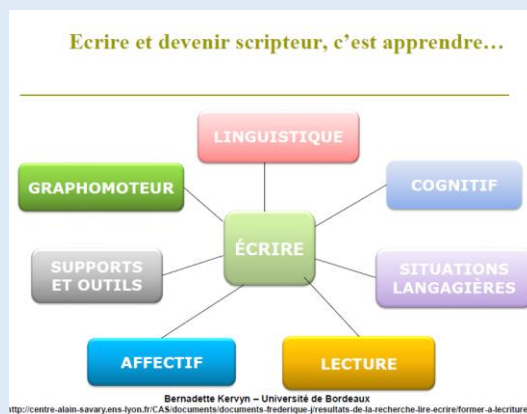 Ecrire et devenir scripteur, c'est apprendre…
LINGUISTIQUE
GRAPHOMOTEUR
COGNITIF
ÉCRIRE
SUPPORTS
ET OUTILS
SITUATIONS
LANGAGIÈRES
AFFECTIF
LECTURE
Bernadette Kervyn – Université de Bordeaux
http://centre-alain-savary.ens-lyon.fr/CAS/documents/documents-frederique-j/resultats-de-la-recherche-lire-ecrire/former-a-lecriture